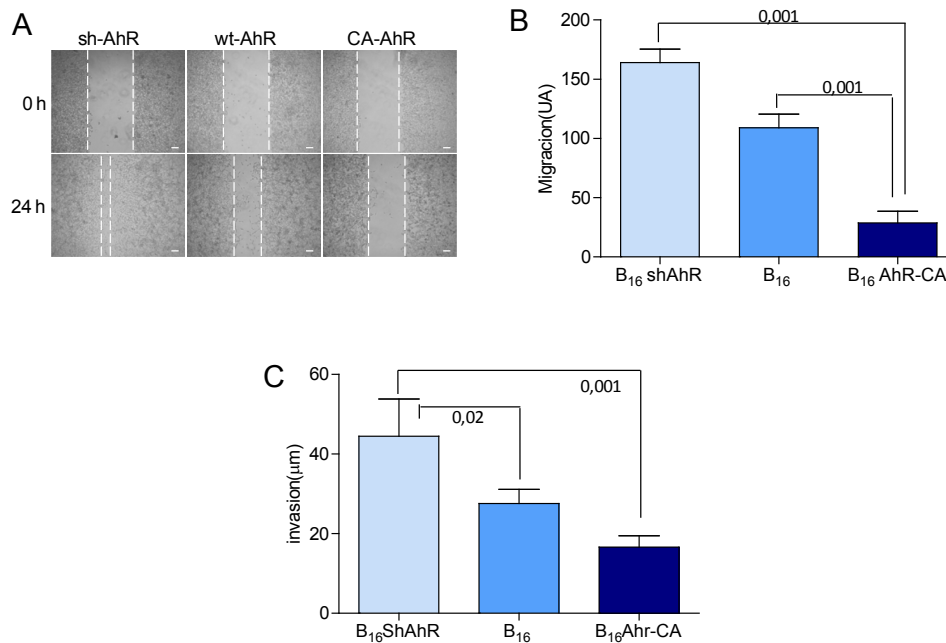 A
sh-AhR wt-AhR CA-AhR
0 h
24 h
B
Migracion(UA)
200
150
100
50
0
0,001
0,001
B16 shAhR B16 B16 AhR-CA
C
invasion(µm)
60
40
20
0
0,001
0,02
B16ShAhR B16 B16Ahr-CA